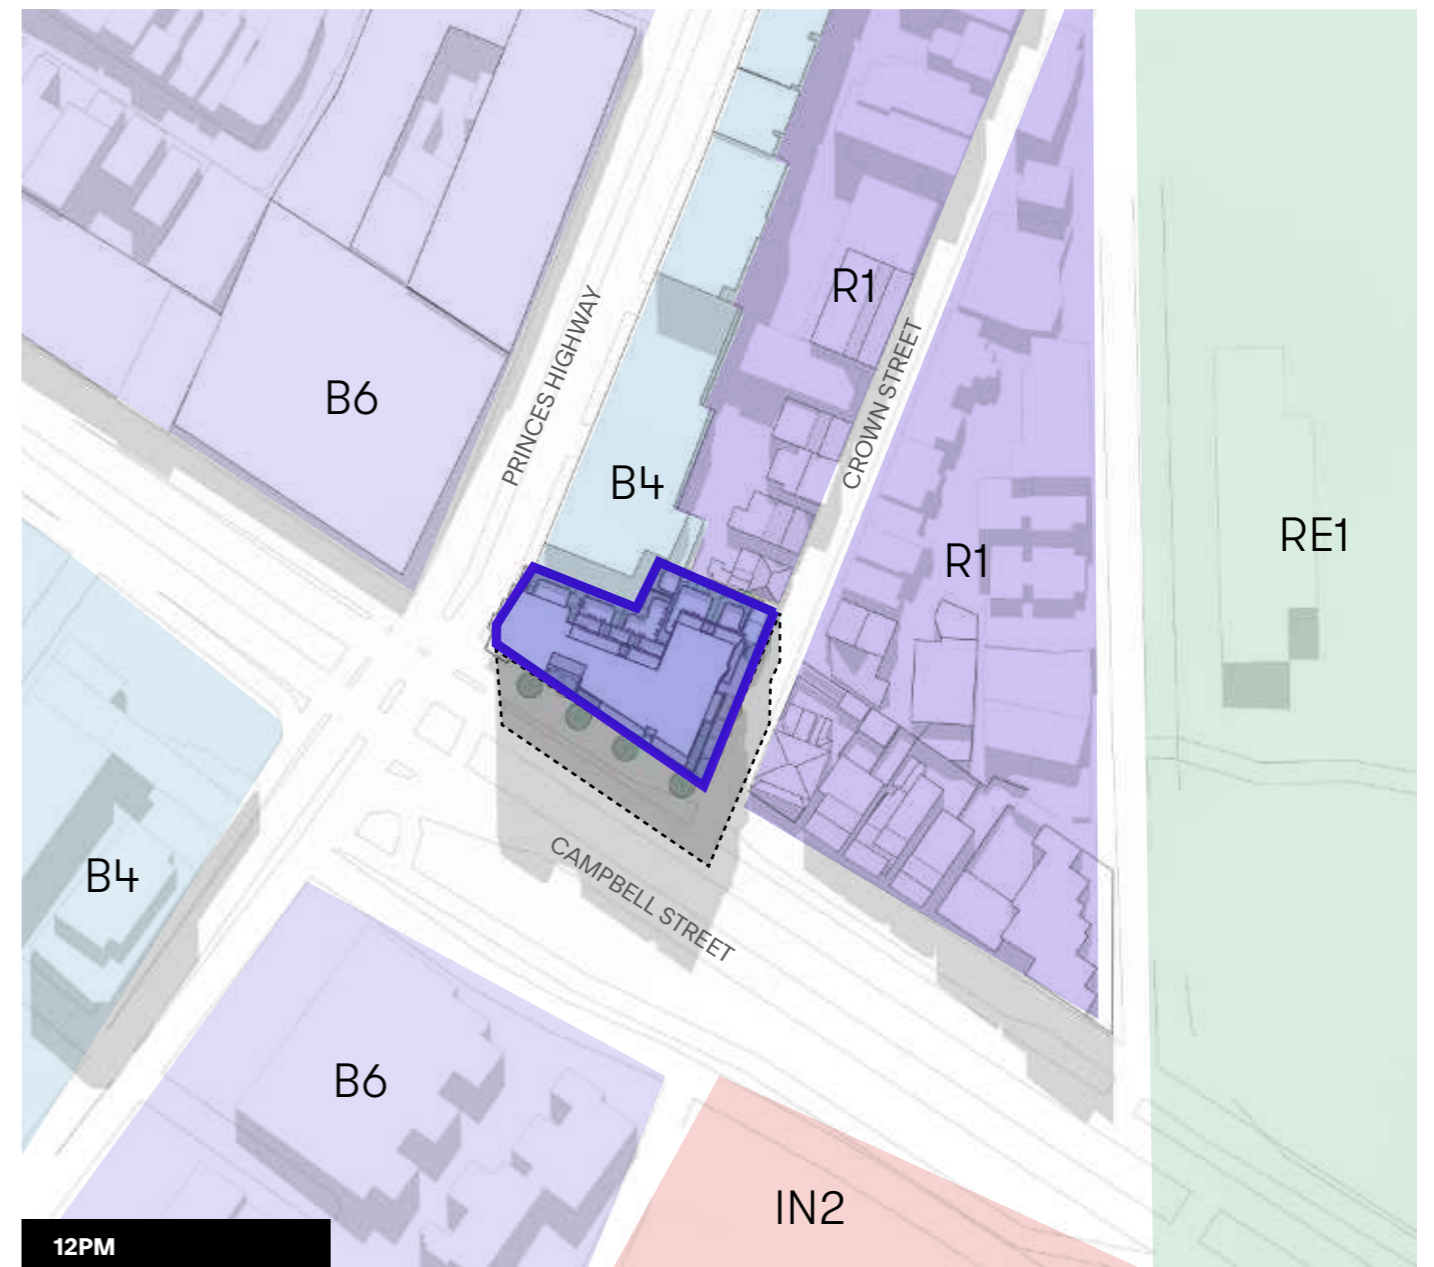 R1
PRINCES HIGHWAY
CROWN STREET
B6
B4
RE1
R1
B4
CAMPBELL STREET
B6
IN2
12PM